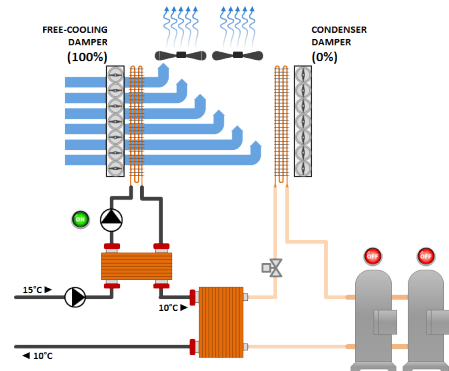 FREE-COOLING
DAMPER
(100%)
CONDENSER
DAMPER
(0%)
ON
OFF
OFF
15°C ►
10°C ►
◄ 10°C